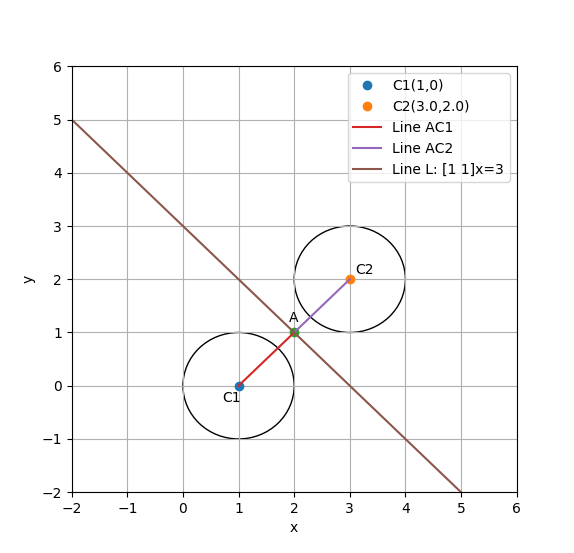 6
5
4
3
2
1
0
−1
−2
−2 −1 0 1 2 3 4 5 6
x
y
C1(1,0)
C2(3.0,2.0)
Line AC1
Line AC2
Line L: [1 1]x=3
C2
A
C1